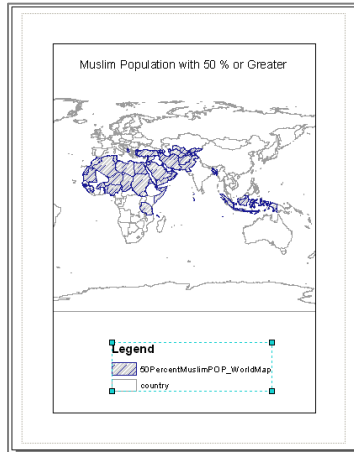 Muslim Population with 50 % or Greater
Legend
50PercentMuslimPOP_WorldMap
country